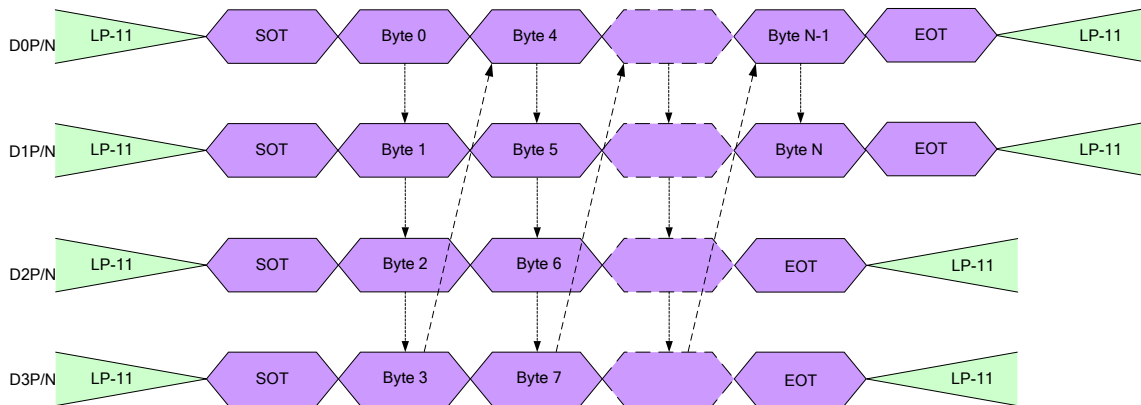 D0P/N LP-11 SOT Byte 0 Byte 4 Byte N-1 EOT LP-11
D1P/N LP-11 SOT Byte 1 Byte 5 Byte N EOT LP-11
D2P/N LP-11 SOT Byte 2 Byte 6 EOT LP-11
D3P/N LP-11 SOT Byte 3 Byte 7 EOT LP-11